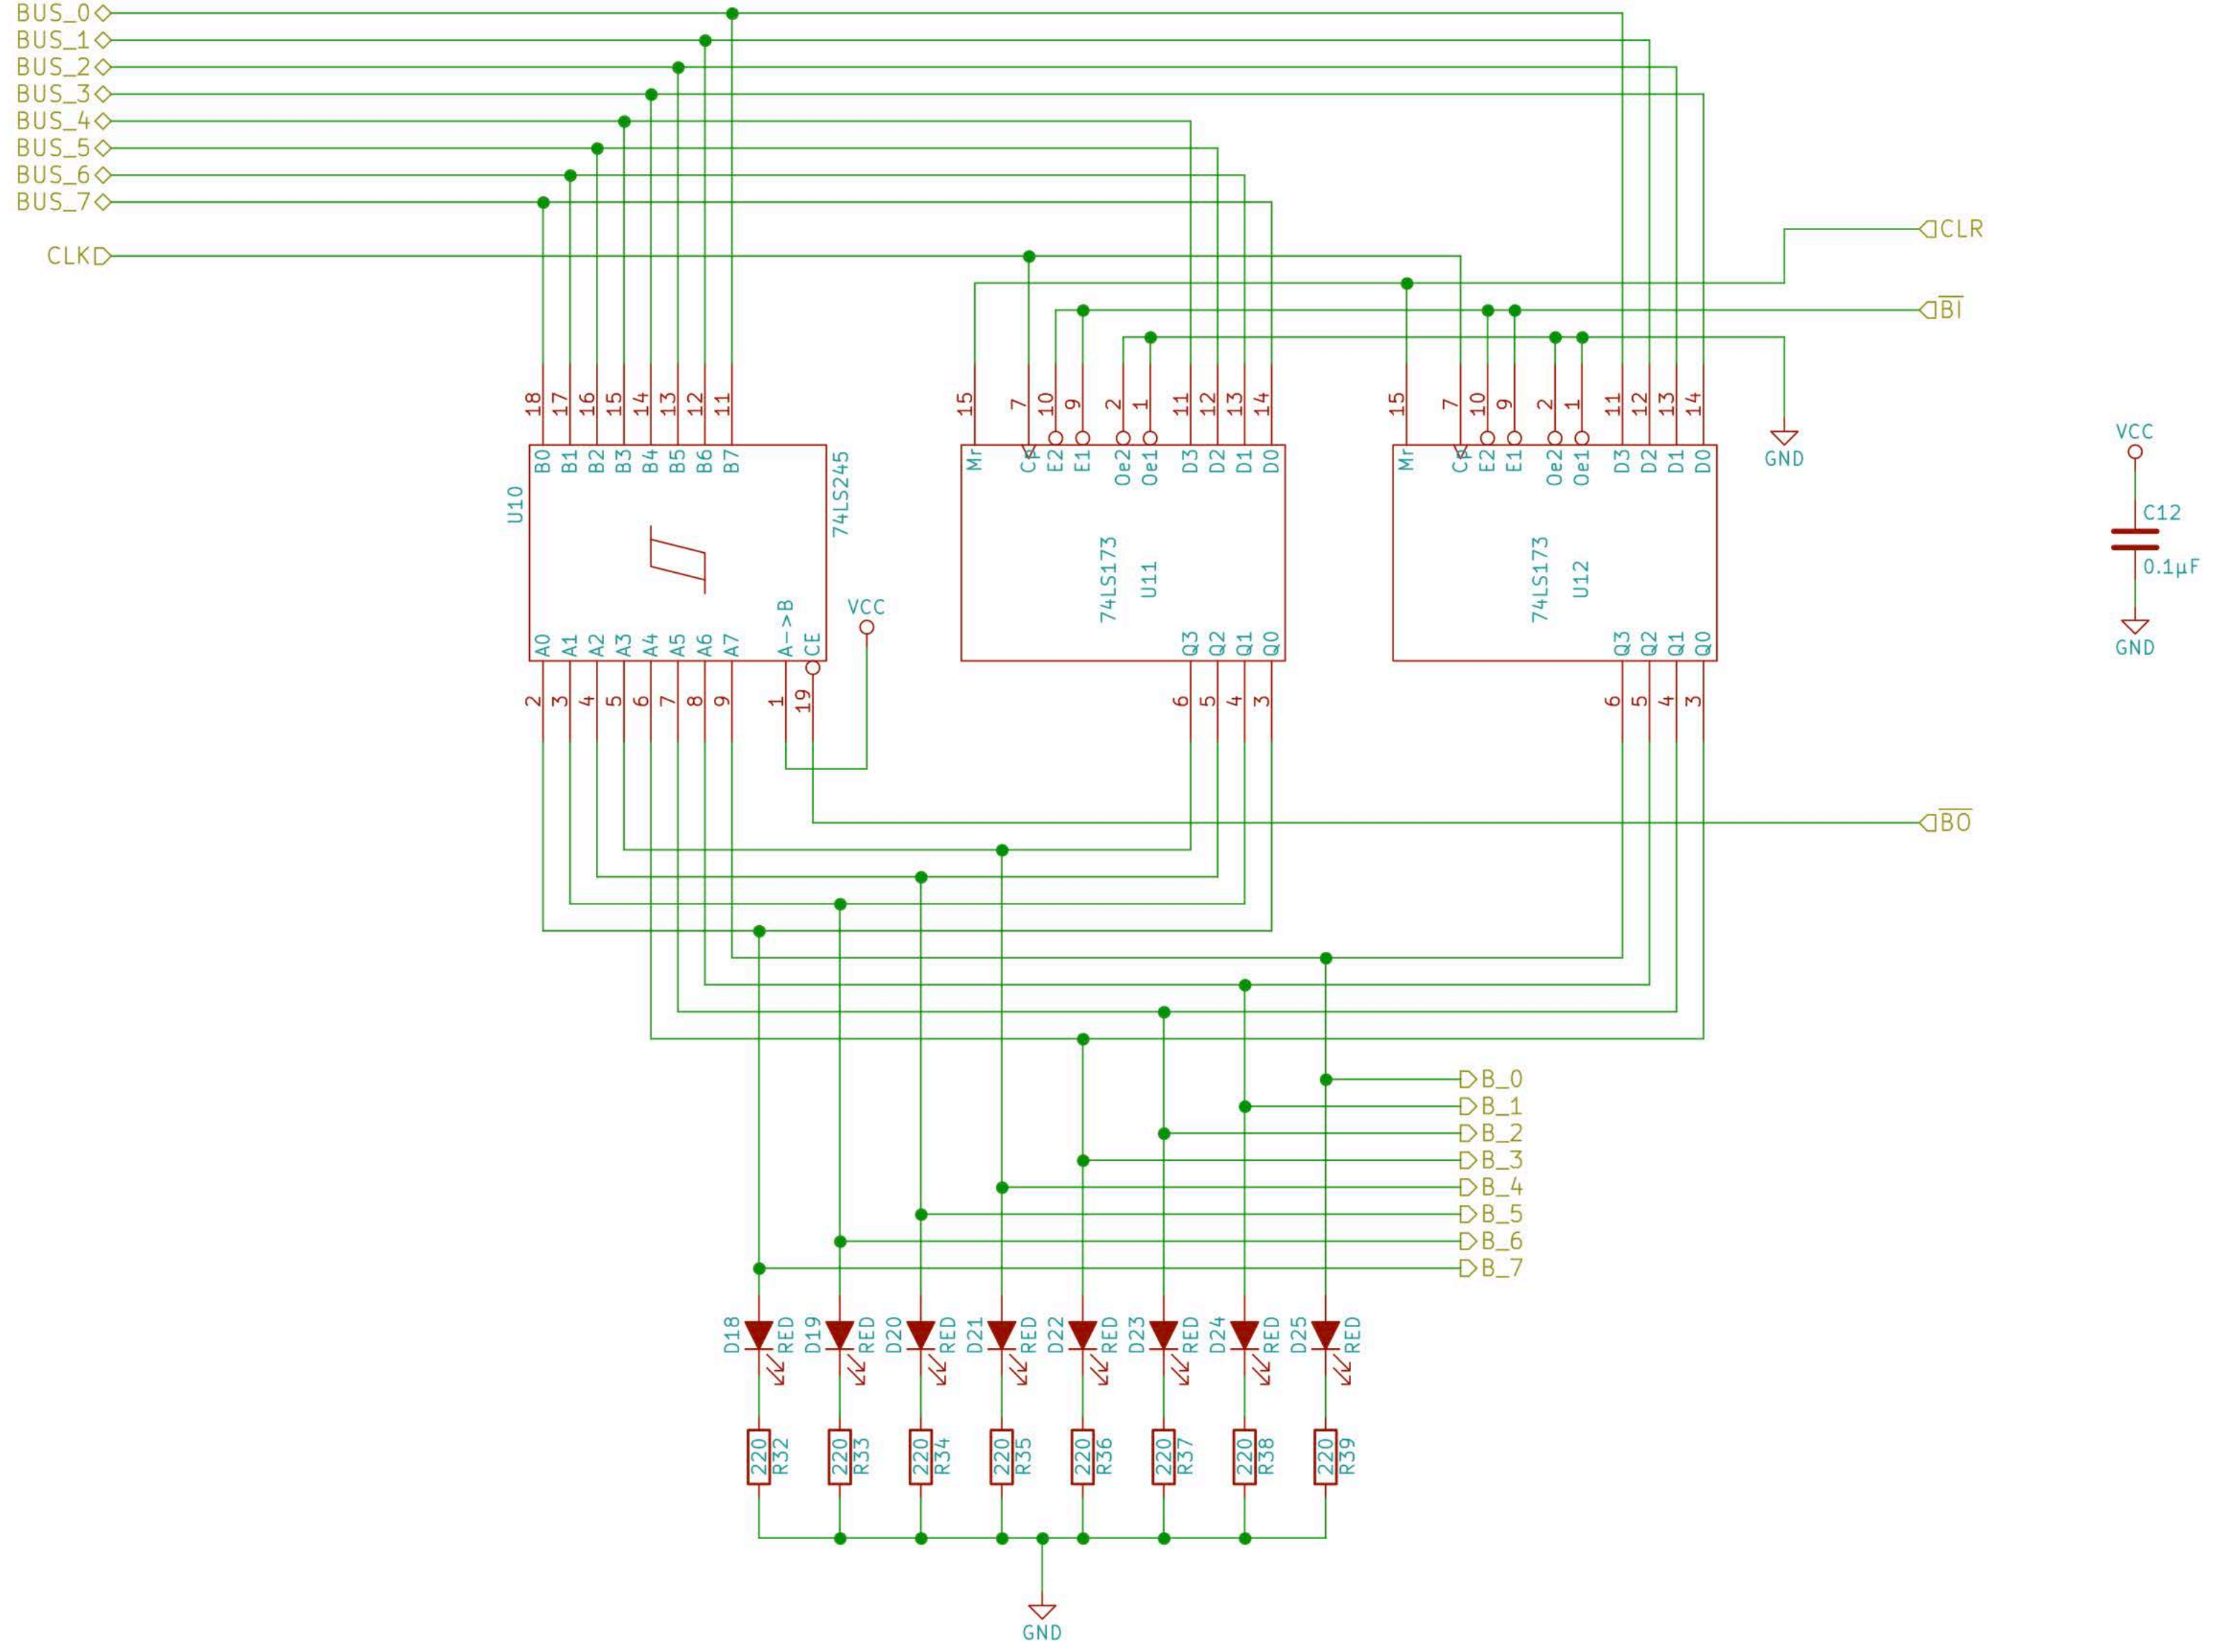 BUS_0
BUS_1
BUS_2
BUS_3
BUS_4
BUS_5
BUS_6
BUS_7
CLK
CLR
B̅I̅
18 17 16 15 14 13 12 11
15 7 10 9 2 1 11 12 13 14
15 7 10 9 2 1 11 12 13 14
GND
VCC
B0 B1 B2 B3 B4 B5 B6 B7
U10
74LS245
Mr Cp E2 E1 Oe2 Oe1 D3 D2 D1 D0
74LS173
U11
Mr Cp E2 E1 Oe2 Oe1 D3 D2 D1 D0
74LS173
U12
C12
0.1µF
GND
A0 A1 A2 A3 A4 A5 A6 A7 A->B CE
VCC
Q3 Q2 Q1 Q0
Q3 Q2 Q1 Q0
2 3 4 5 6 7 8 9 1 19
6 5 4 3
6 5 4 3
B̅O̅
B_0
B_1
B_2
B_3
B_4
B_5
B_6
B_7
D18 RED D19 RED D20 RED D21 RED D22 RED D23 RED D24 RED D25 RED
220 R32 220 R33 220 R34 220 R35 220 R36 220 R37 220 R38 220 R39
GND